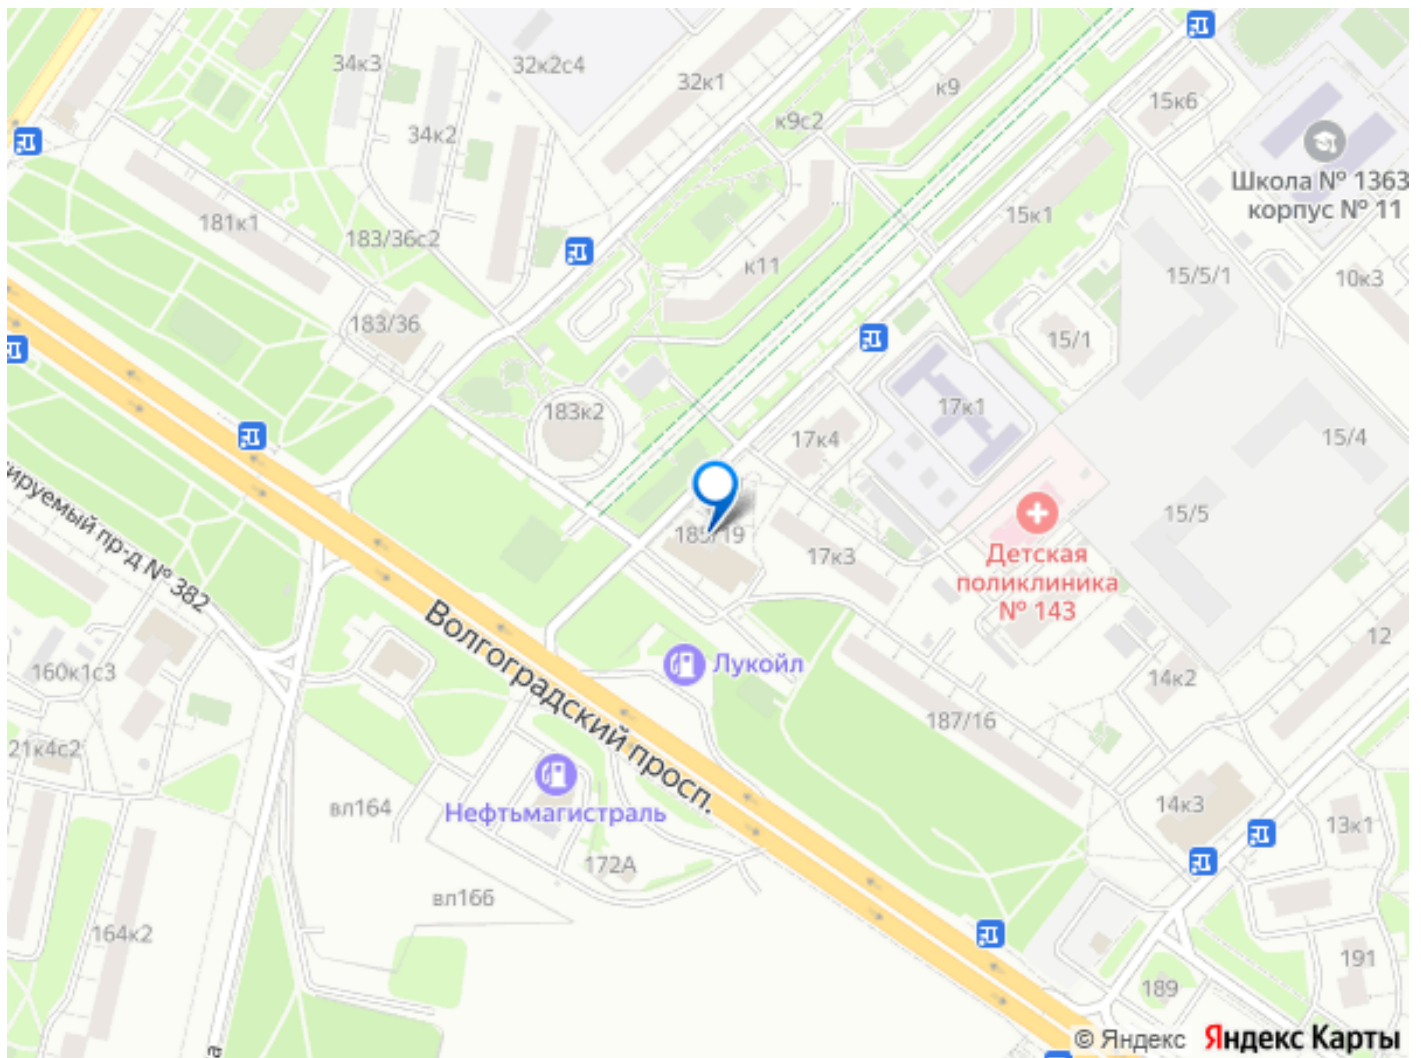 34к3
32к2с4
32к1
к9
15к6
34к2
к9с2
Школа № 1363
корпус № 11
181к1
183/36с2
15к1
к11
15/5/1
10к3
183/36
15/1
183к2
17к1
17к4
15/4
185/19
17к3
15/5
Детская
поликлиника
№ 143
ируемый пр-д № 382
Волгоградский просп.
12
160к1с3
Лукойл
14к2
187/16
21к4с2
Нефтьмагистраль
вл164
14к3
13к1
172А
вл166
164к2
191
189
а
© Яндекс Яндекс Карты